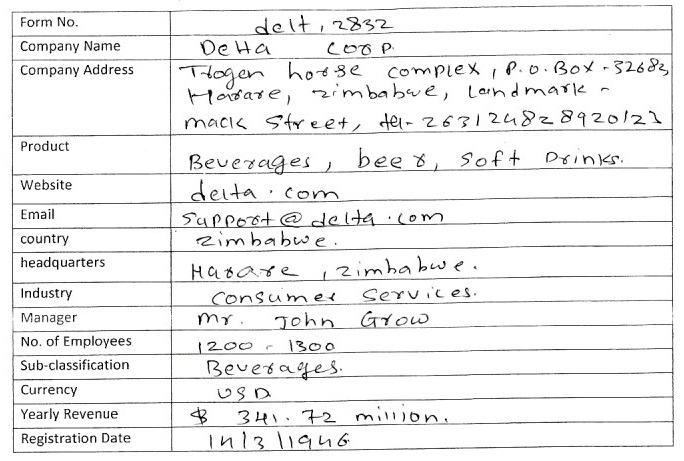 Form No. delt, 2832
Company Name Delta Coop.
Company Address Trogen horse complex, P.O.Box-32683,
Harare, zimbabwe, Landmark-
mack Street, tel-263124828920123
Product Beverages, beer, Soft Drinks.
Website delta.com
Email Support@delta.com
country zimbabwe.
headquarters Harare, zimbabwe.
Industry consumer services.
Manager mr. John Grow
No. of Employees 1200 - 1300
Sub-classification Beverages.
Currency USD
Yearly Revenue $ 341.72 million.
Registration Date 14/3/1946